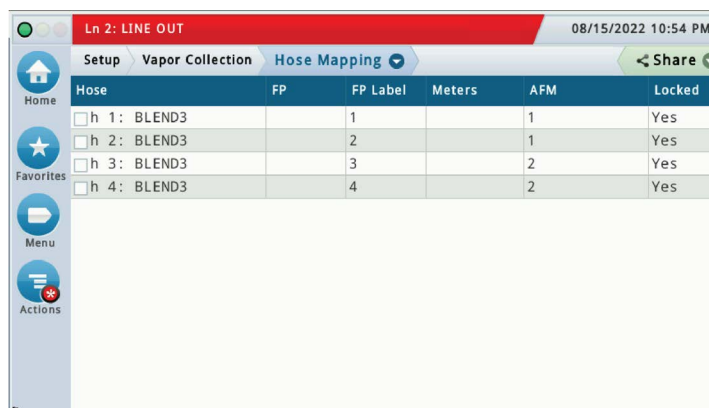 Ln 2: LINE OUT 08/15/2022 10:54 PM
Setup Vapor Collection Hose Mapping Share
Home
Hose FP FP Label Meters AFM Locked
h 1: BLEND3 1 1 Yes
h 2: BLEND3 2 1 Yes
h 3: BLEND3 3 2 Yes
h 4: BLEND3 4 2 Yes
Favorites
Menu
Actions